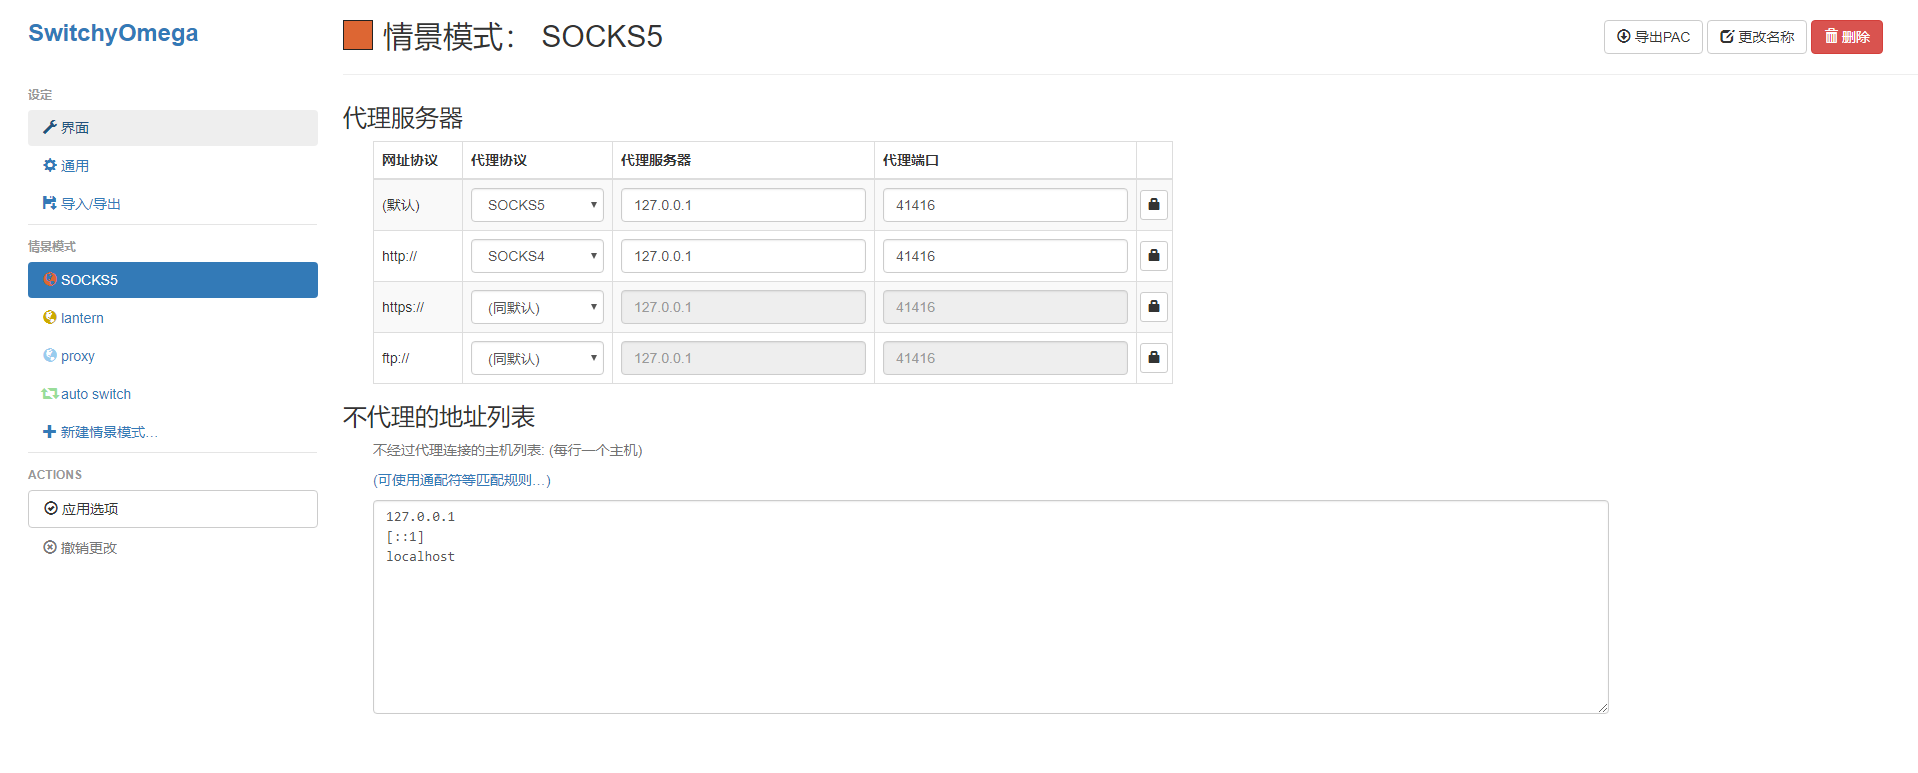 SwitchyOmega
设定
界面
通用
导入/导出
情景模式
SOCKS5
lantern
proxy
auto switch
新建情景模式...
ACTIONS
应用选项
撤销更改
情景模式： SOCKS5
导出PAC 更改名称 删除
代理服务器
网址协议 代理协议 代理服务器 代理端口
(默认) SOCKS5 127.0.0.1 41416
http:// SOCKS4 127.0.0.1 41416
https:// (同默认) 127.0.0.1 41416
ftp:// (同默认) 127.0.0.1 41416
不代理的地址列表
不经过代理连接的主机列表: (每行一个主机)
(可使用通配符等匹配规则...)
127.0.0.1
[::1]
localhost